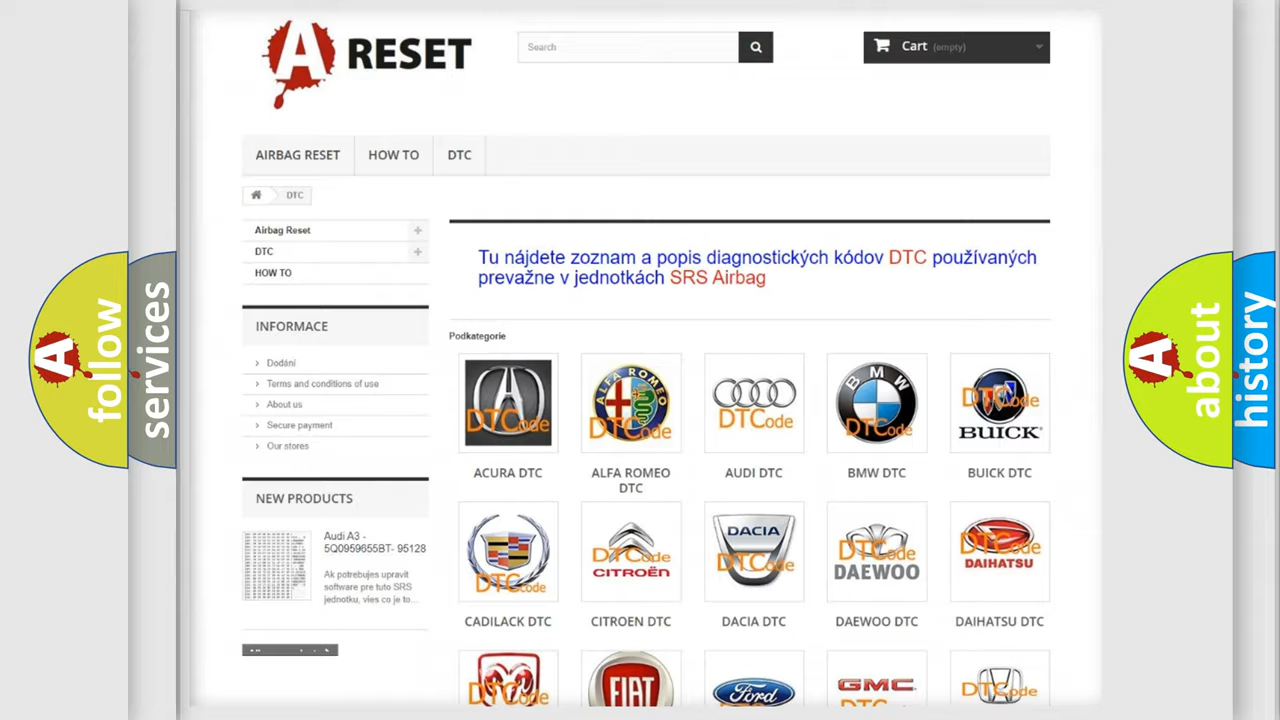 A RESET
Search
Cart (empty)
AIRBAG RESET
HOW TO
DTC
DTC
Airbag Reset
DTC
HOW TO
Tu nájdete zoznam a popis diagnostických kódov DTC používaných
prevažne v jednotkách SRS Airbag
INFORMACE
Dodání
Terms and conditions of use
About us
Secure payment
Our stores
NEW PRODUCTS
Audi A3 -
5Q0959655BT- 95128
Ak potrebujes upravit
software pre tuto SRS
jednotku, vies co je to...
Podkategorie
DTCode
ALFA ROMEO
DTCode
DTCode
BMW
DTCode
DTCode
BUICK
ACURA DTC
ALFA ROMEO
DTC
AUDI DTC
BMW DTC
BUICK DTC
DTCode
DTCode
CITROËN
DACIA
DTCode
DTCode
DAEWOO
DTCode
DAIHATSU
CADILACK DTC
CITROEN DTC
DACIA DTC
DAEWOO DTC
DAIHATSU DTC
DTCode
FIAT
Ford
GMC
DTCode
A follow
services
A about
history